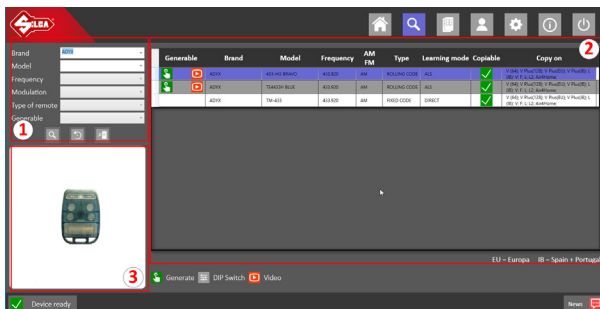 SILCA
Brand ADYX
Model
Frequency
Modulation
Type of remote
Generable
1
2
Generable Brand Model Frequency AM FM Type Learning mode Copiable Copy on
ADYX 433-HG BRAVO 433.920 AM ROLLING CODE ALS
ADYX TE4433H BLUE 433.920 AM ROLLING CODE ALS
ADYX TM-433 433.920 AM FIXED CODE DIRECT
EU – Europa IB – Spain + Portugal
3
Generate DIP Switch Video
Device ready
News